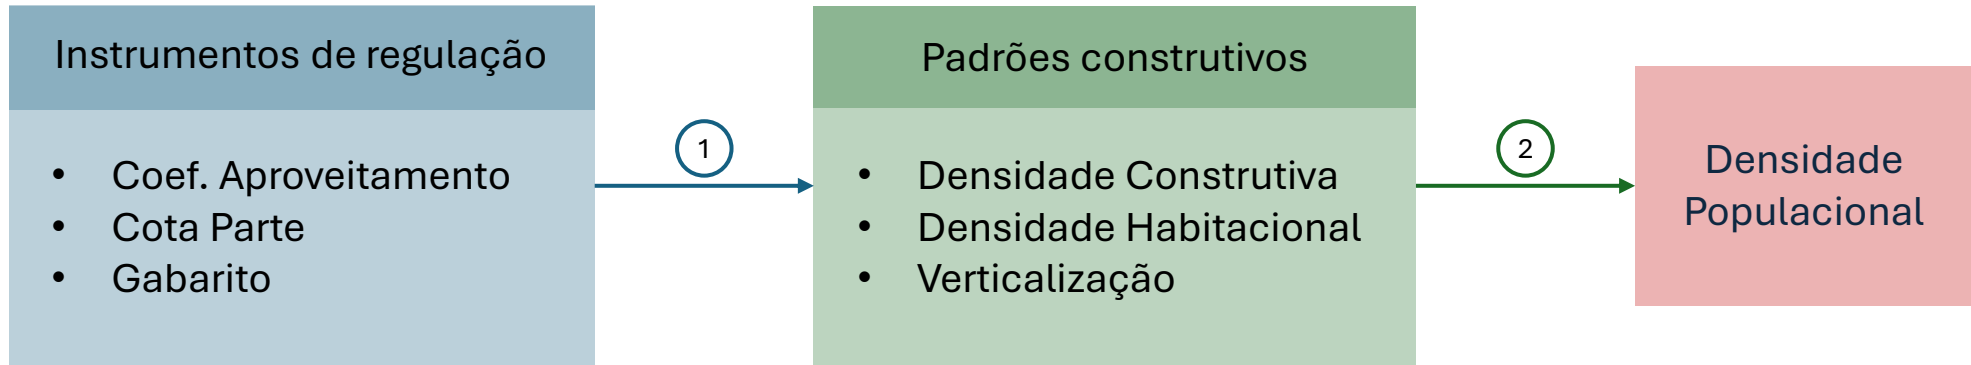 Instrumentos de regulação
• Coef. Aproveitamento
• Cota Parte
• Gabarito
1
Padrões construtivos
• Densidade Construtiva
• Densidade Habitacional
• Verticalização
2
Densidade
Populacional